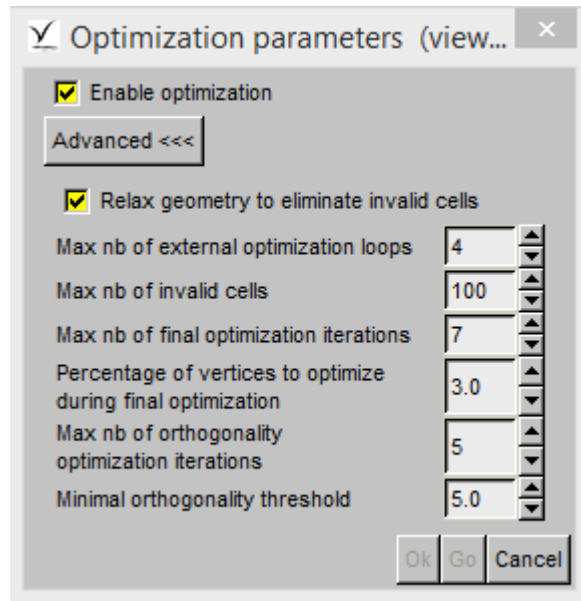 Optimization parameters (view...
Enable optimization
Advanced <<<
Relax geometry to eliminate invalid cells
Max nb of external optimization loops 4
Max nb of invalid cells 100
Max nb of final optimization iterations 7
Percentage of vertices to optimize
during final optimization 3.0
Max nb of orthogonality
optimization iterations 5
Minimal orthogonality threshold 5.0
Ok Go Cancel